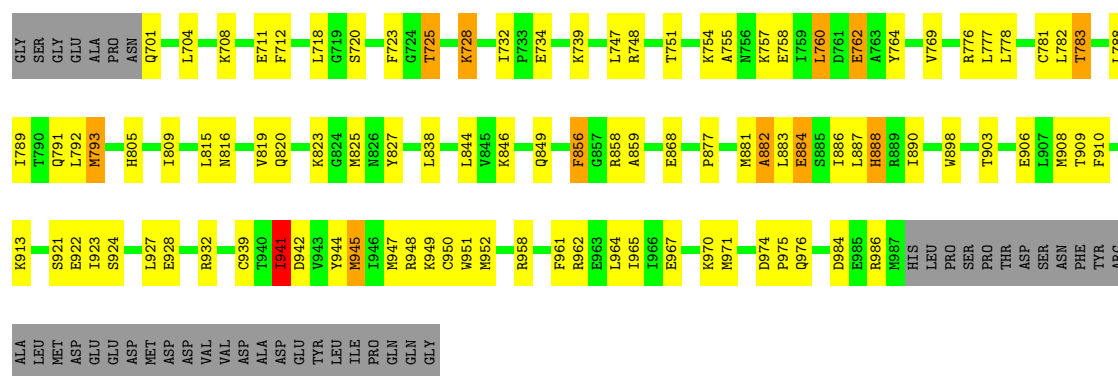 GLY SER GLY GLU ALA PRO ASN Q701 L704 K708 E711 F712 L718 G719 S720 F723 G724 T725 K728 I732 P733 E734 K739 L747 R748 T751 K754 A755 N756 K757 E758 I759 L760 D761 E762 A763 Y764 V769 R776 L777 L778 C781 L782 T783 L788
I789 T790 Q791 L792 M793 H805 I809 L815 N816 V819 Q820 K823 G824 M825 N826 Y827 L838 L844 V845 K846 Q849 F856 G857 R858 A859 E868 P877 M881 A882 W883 E884 S885 I886 L887 H888 R889 I890 W898 T903 E906 L907 M908 T909 F910
K913 S921 E922 I923 S924 L927 E928 R932 C939 T940 I941 D942 V943 Y944 M945 I946 M947 R948 K949 C950 W951 M952 R958 F961 R962 E963 L964 I965 I966 E967 K970 M971 D974 P975 Q976 D984 E985 R986 M987 HIS LEU PRO SER PRO THR ASP SER ASN PHE TYR ARG
ALA LEU MET ASP GLU GLU ASP MET ASP ASP VAL VAL ASP ALA ASP GLU TYR LEU ILE PRO GLN GLN GLY